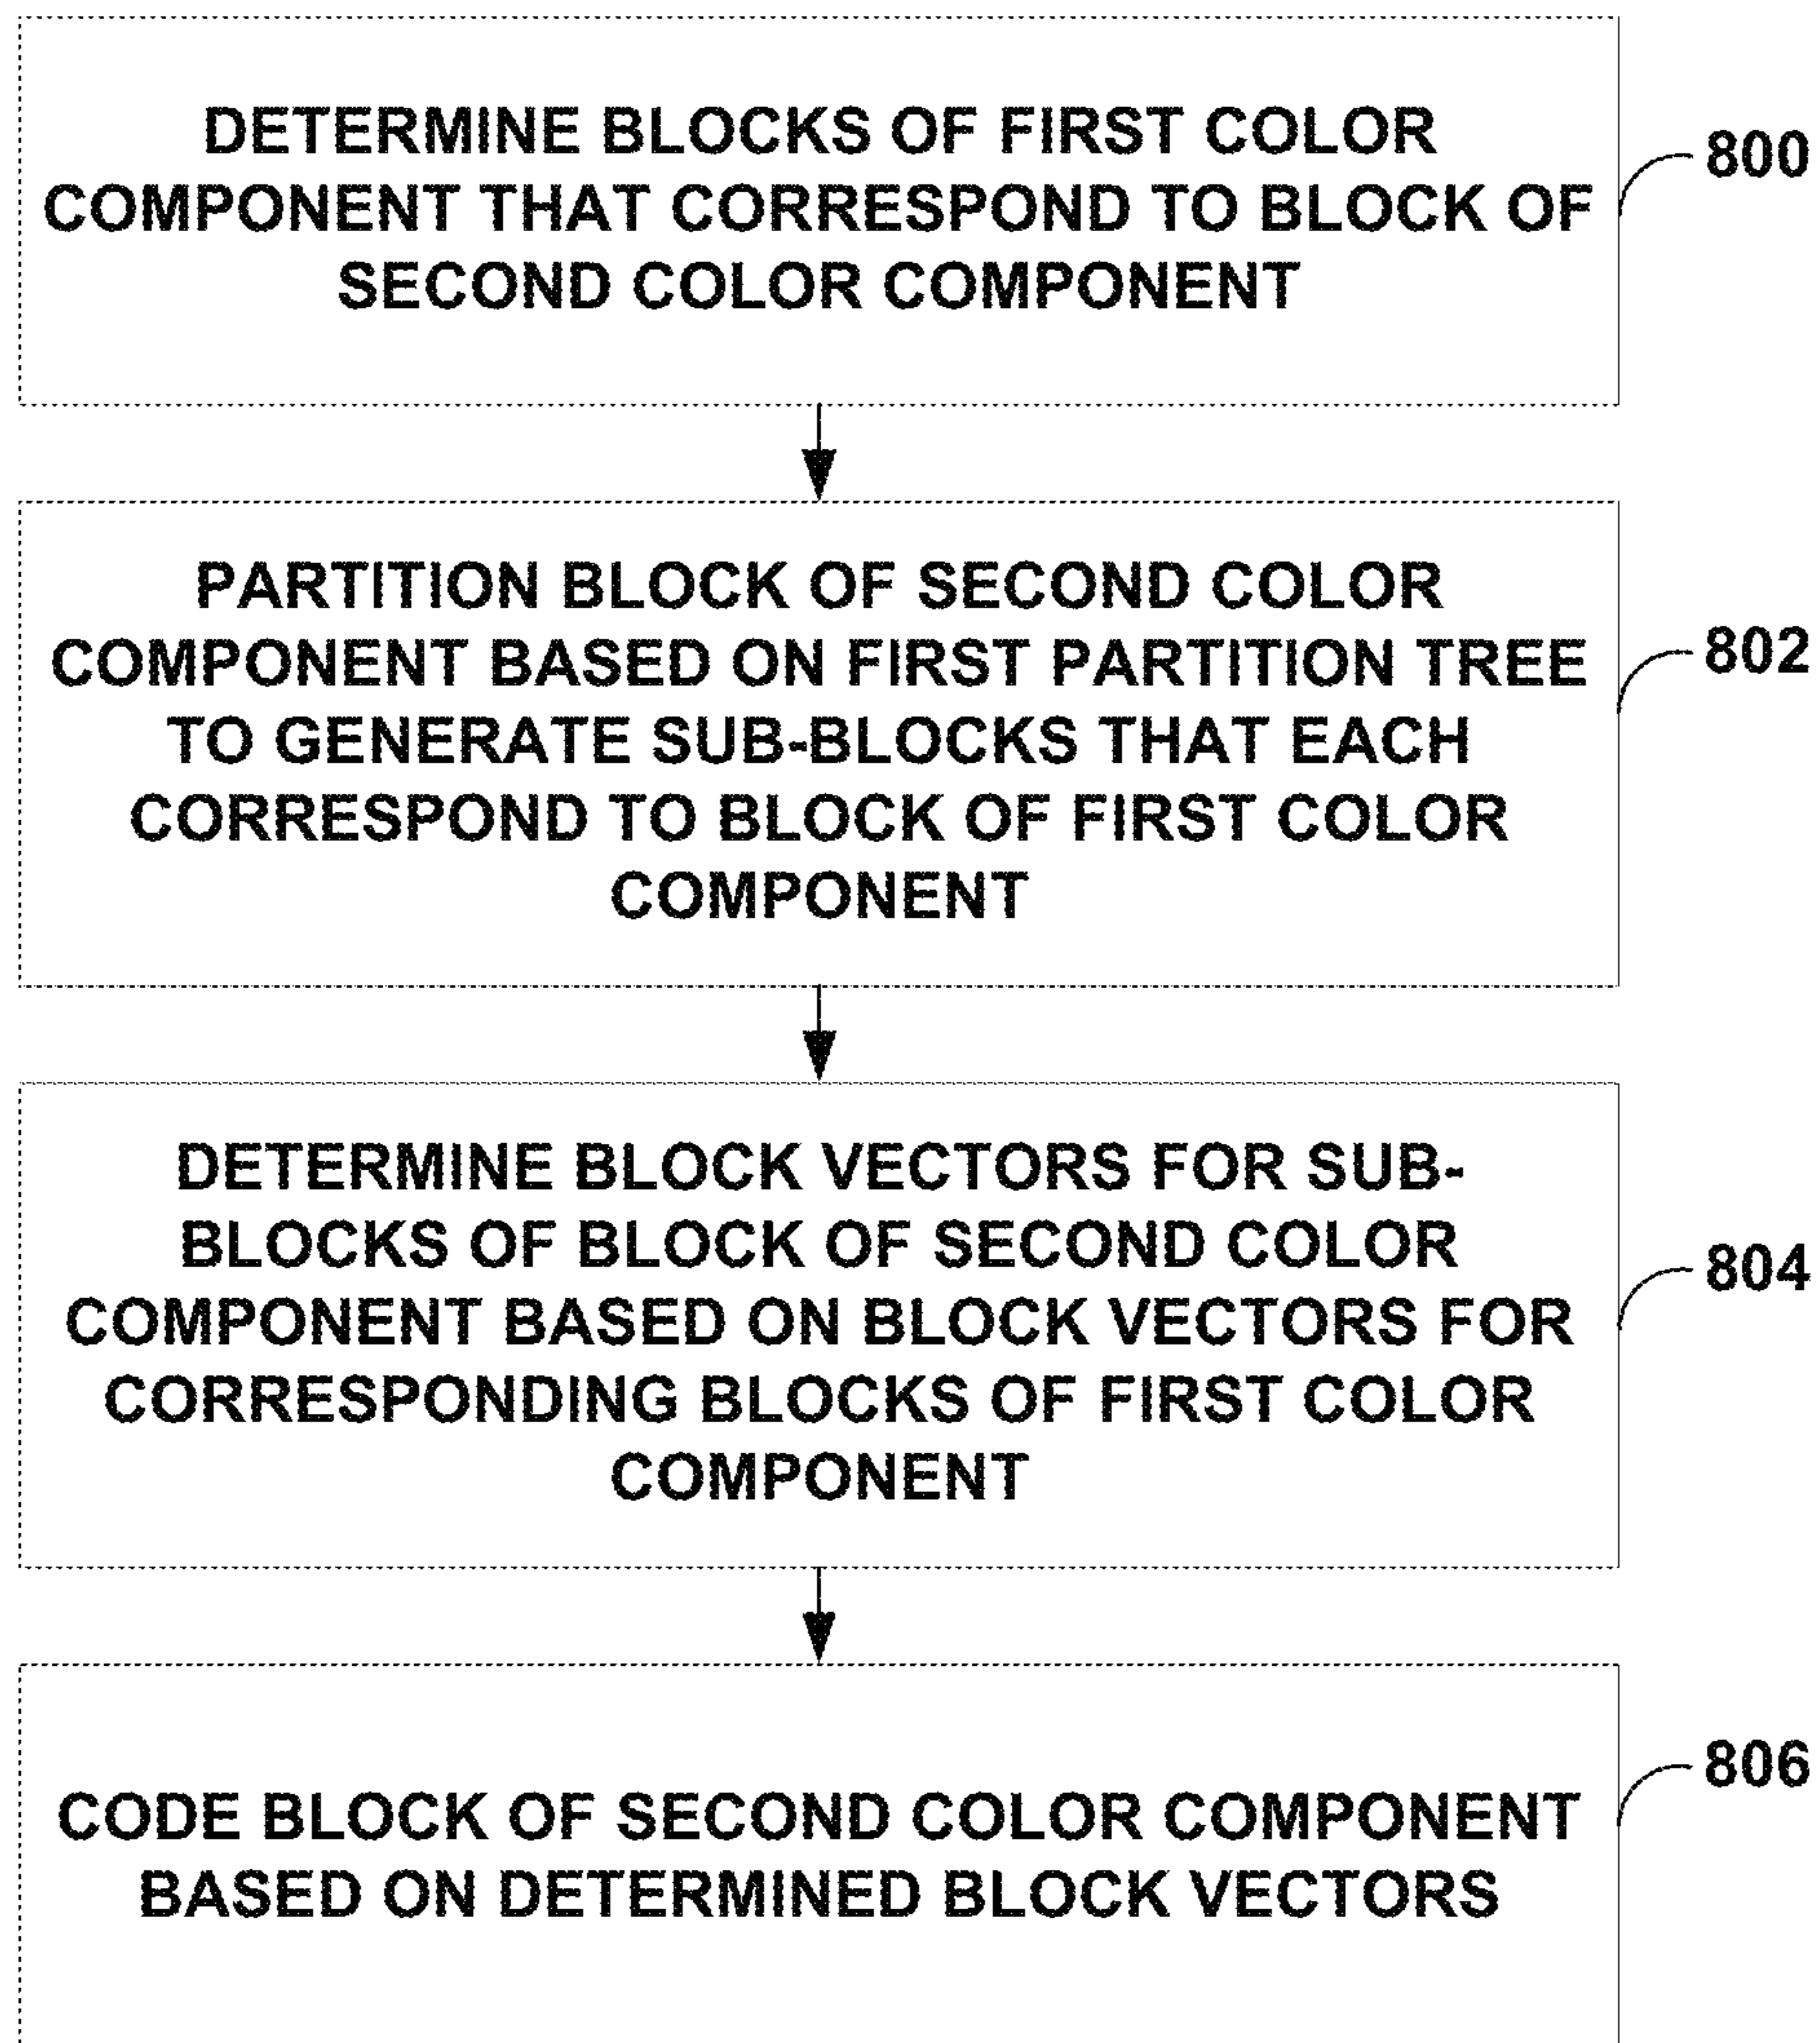 DETERMINE BLOCKS OF FIRST COLOR
COMPONENT THAT CORRESPOND TO BLOCK OF
SECOND COLOR COMPONENT
800
PARTITION BLOCK OF SECOND COLOR
COMPONENT BASED ON FIRST PARTITION TREE
TO GENERATE SUB-BLOCKS THAT EACH
CORRESPOND TO BLOCK OF FIRST COLOR
COMPONENT
802
DETERMINE BLOCK VECTORS FOR SUB-
BLOCKS OF BLOCK OF SECOND COLOR
COMPONENT BASED ON BLOCK VECTORS FOR
CORRESPONDING BLOCKS OF FIRST COLOR
COMPONENT
804
CODE BLOCK OF SECOND COLOR COMPONENT
BASED ON DETERMINED BLOCK VECTORS
806